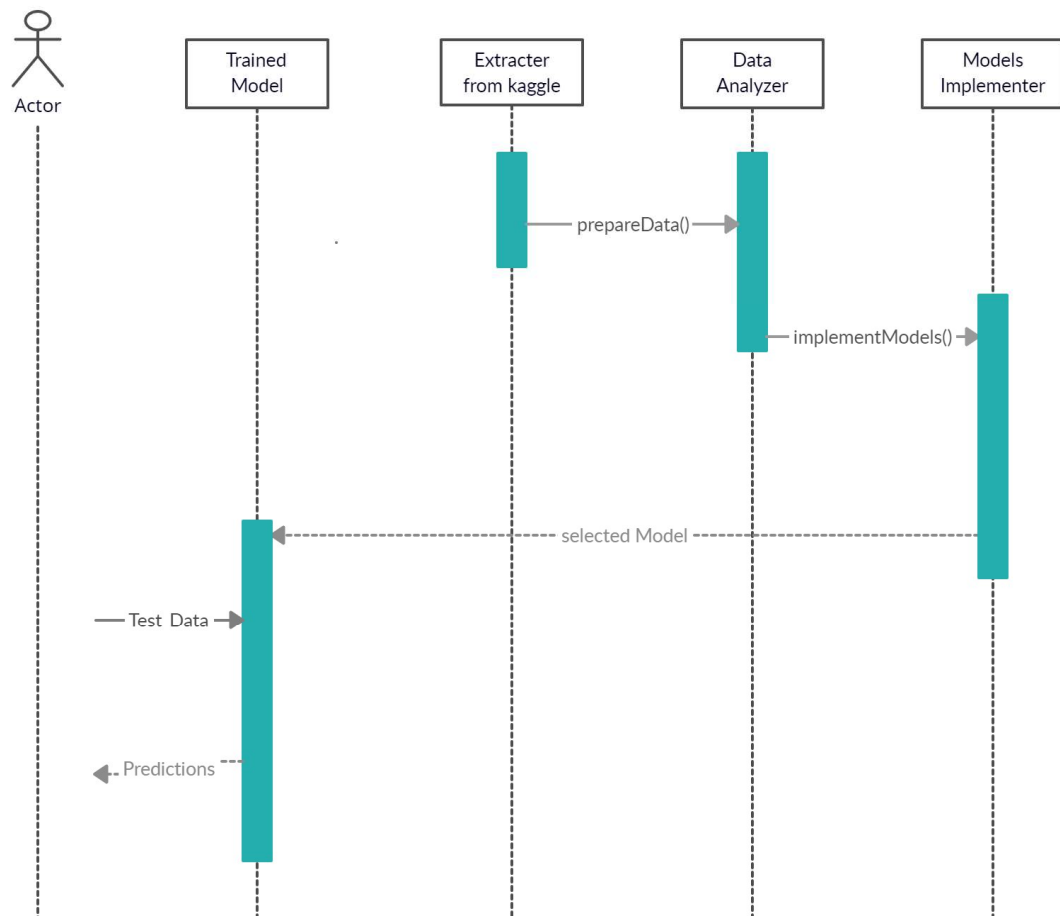 Actor
Trained
Model
Extracter
from kaggle
Data
Analyzer
Models
Implementer
prepareData()
implementModels()
selected Model
Test Data
Predictions